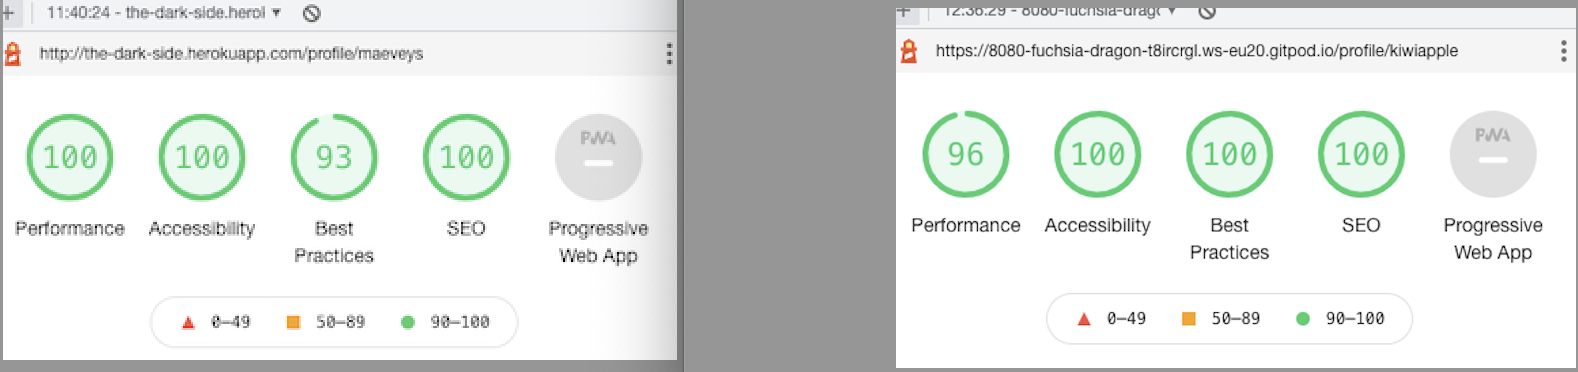 11:40:24 - the-dark-side.herol
http://the-dark-side.herokuapp.com/profile/maeveys
100 100 93 100 PWA
Performance Accessibility Best Practices SEO Progressive Web App
0–49 50–89 90–100
12:36:29 - 8080-fuchsia-drag
https://8080-fuchsia-dragon-t8ircrgl.ws-eu20.gitpod.io/profile/kiwiapple
96 100 100 100 PWA
Performance Accessibility Best Practices SEO Progressive Web App
0–49 50–89 90–100